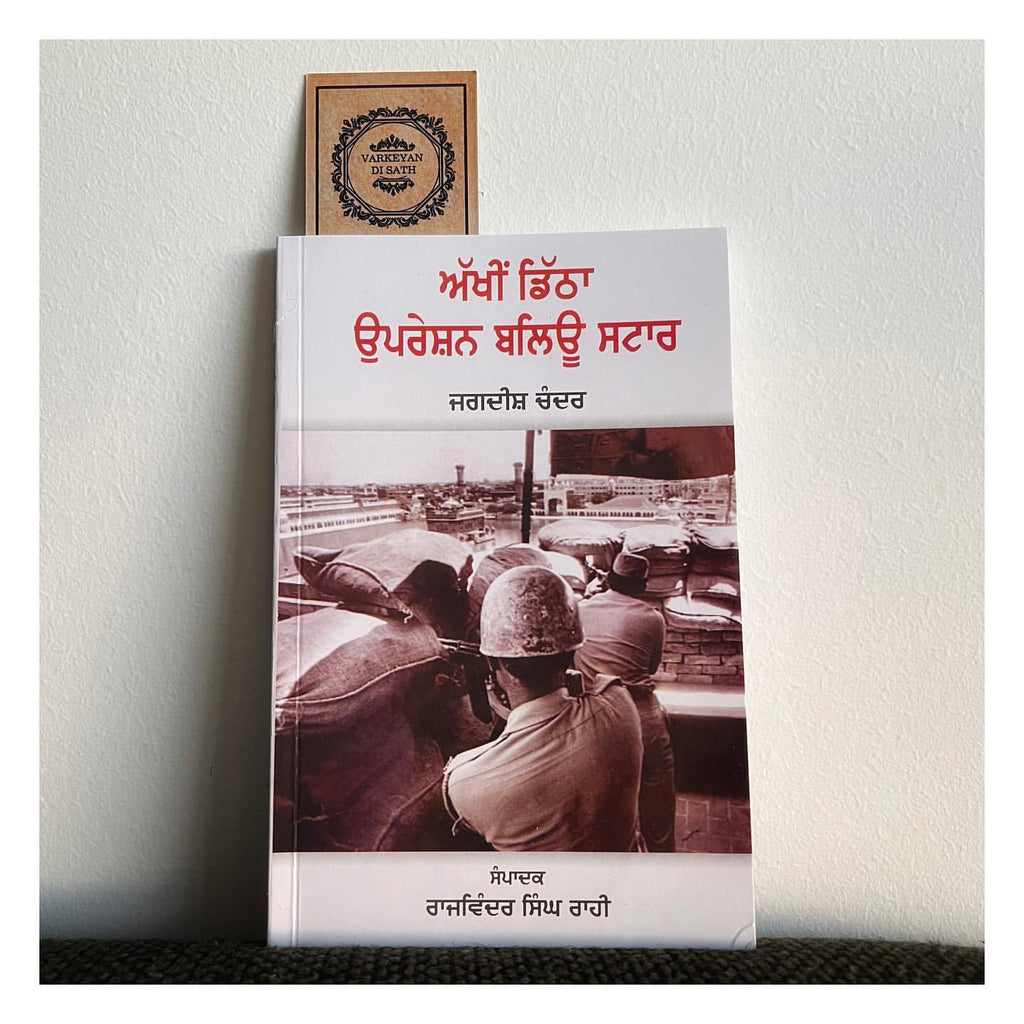 VARKEYAN
DI SATH
ਅੱਖੀਂ ਡਿੱਠਾ
ਉਪਰੇਸ਼ਨ ਬਲਿਊ ਸਟਾਰ
ਜਗਦੀਸ਼ ਚੰਦਰ
ਸੰਪਾਦਕ
ਰਾਜਵਿੰਦਰ ਸਿੰਘ ਰਾਹੀ